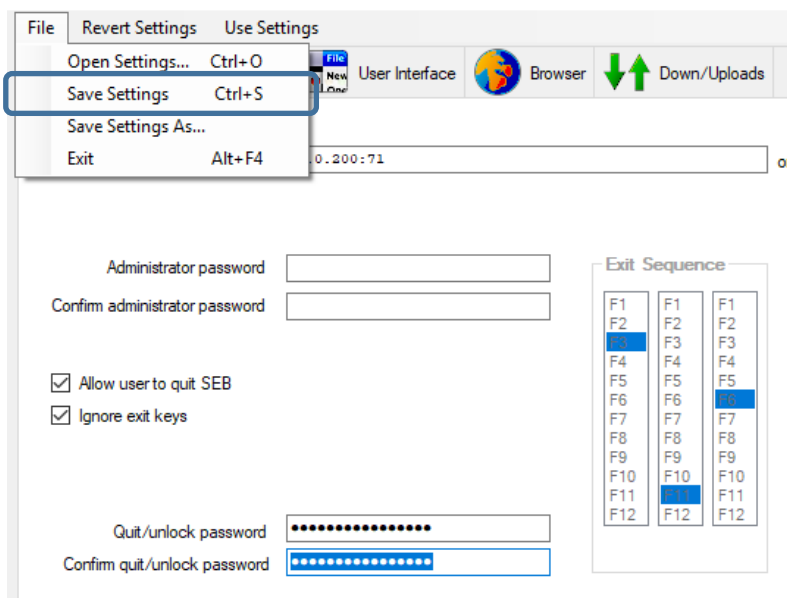 File Revert Settings Use Settings
Open Settings... Ctrl+O
Save Settings Ctrl+S
Save Settings As...
Exit Alt+F4
File
New
User Interface
Browser
Down/Uploads
.0.200:71
Administrator password
Confirm administrator password
Allow user to quit SEB
Ignore exit keys
Quit/unlock password ●●●●●●●●●●●●●●●●
Confirm quit/unlock password ●●●●●●●●●●●●●●●●
Exit Sequence
F1 F1 F1
F2 F2 F2
F3 F3 F3
F4 F4 F4
F5 F5 F5
F6 F6 F6
F7 F7 F7
F8 F8 F8
F9 F9 F9
F10 F10 F10
F11 F11 F11
F12 F12 F12